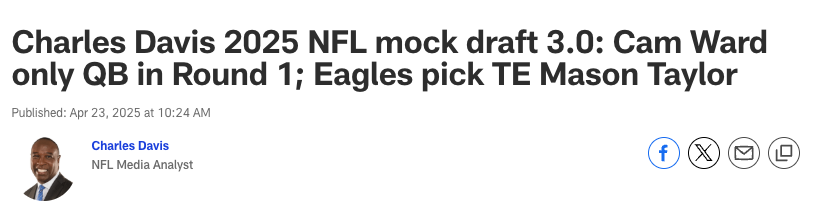 Charles Davis 2025 NFL mock draft 3.0: Cam Ward
only QB in Round 1; Eagles pick TE Mason Taylor
Published: Apr 23, 2025 at 10:24 AM
Charles Davis
NFL Media Analyst